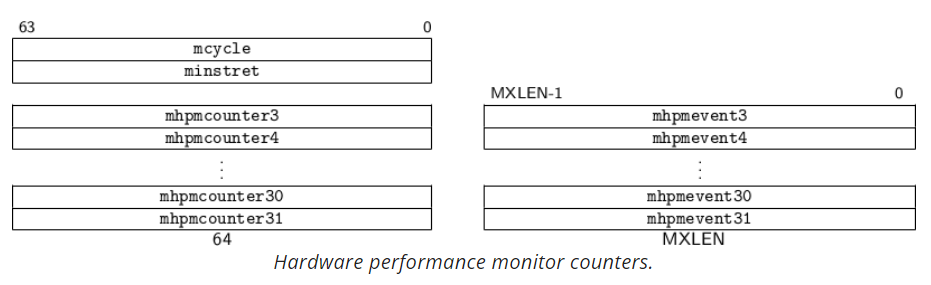 63 0
mcycle
minstret
MXLEN-1 0
mhpmcounter3 mhpmevent3
mhpmcounter4 mhpmevent4
⋮ ⋮
mhpmcounter30 mhpmevent30
mhpmcounter31 mhpmevent31
64 MXLEN
Hardware performance monitor counters.